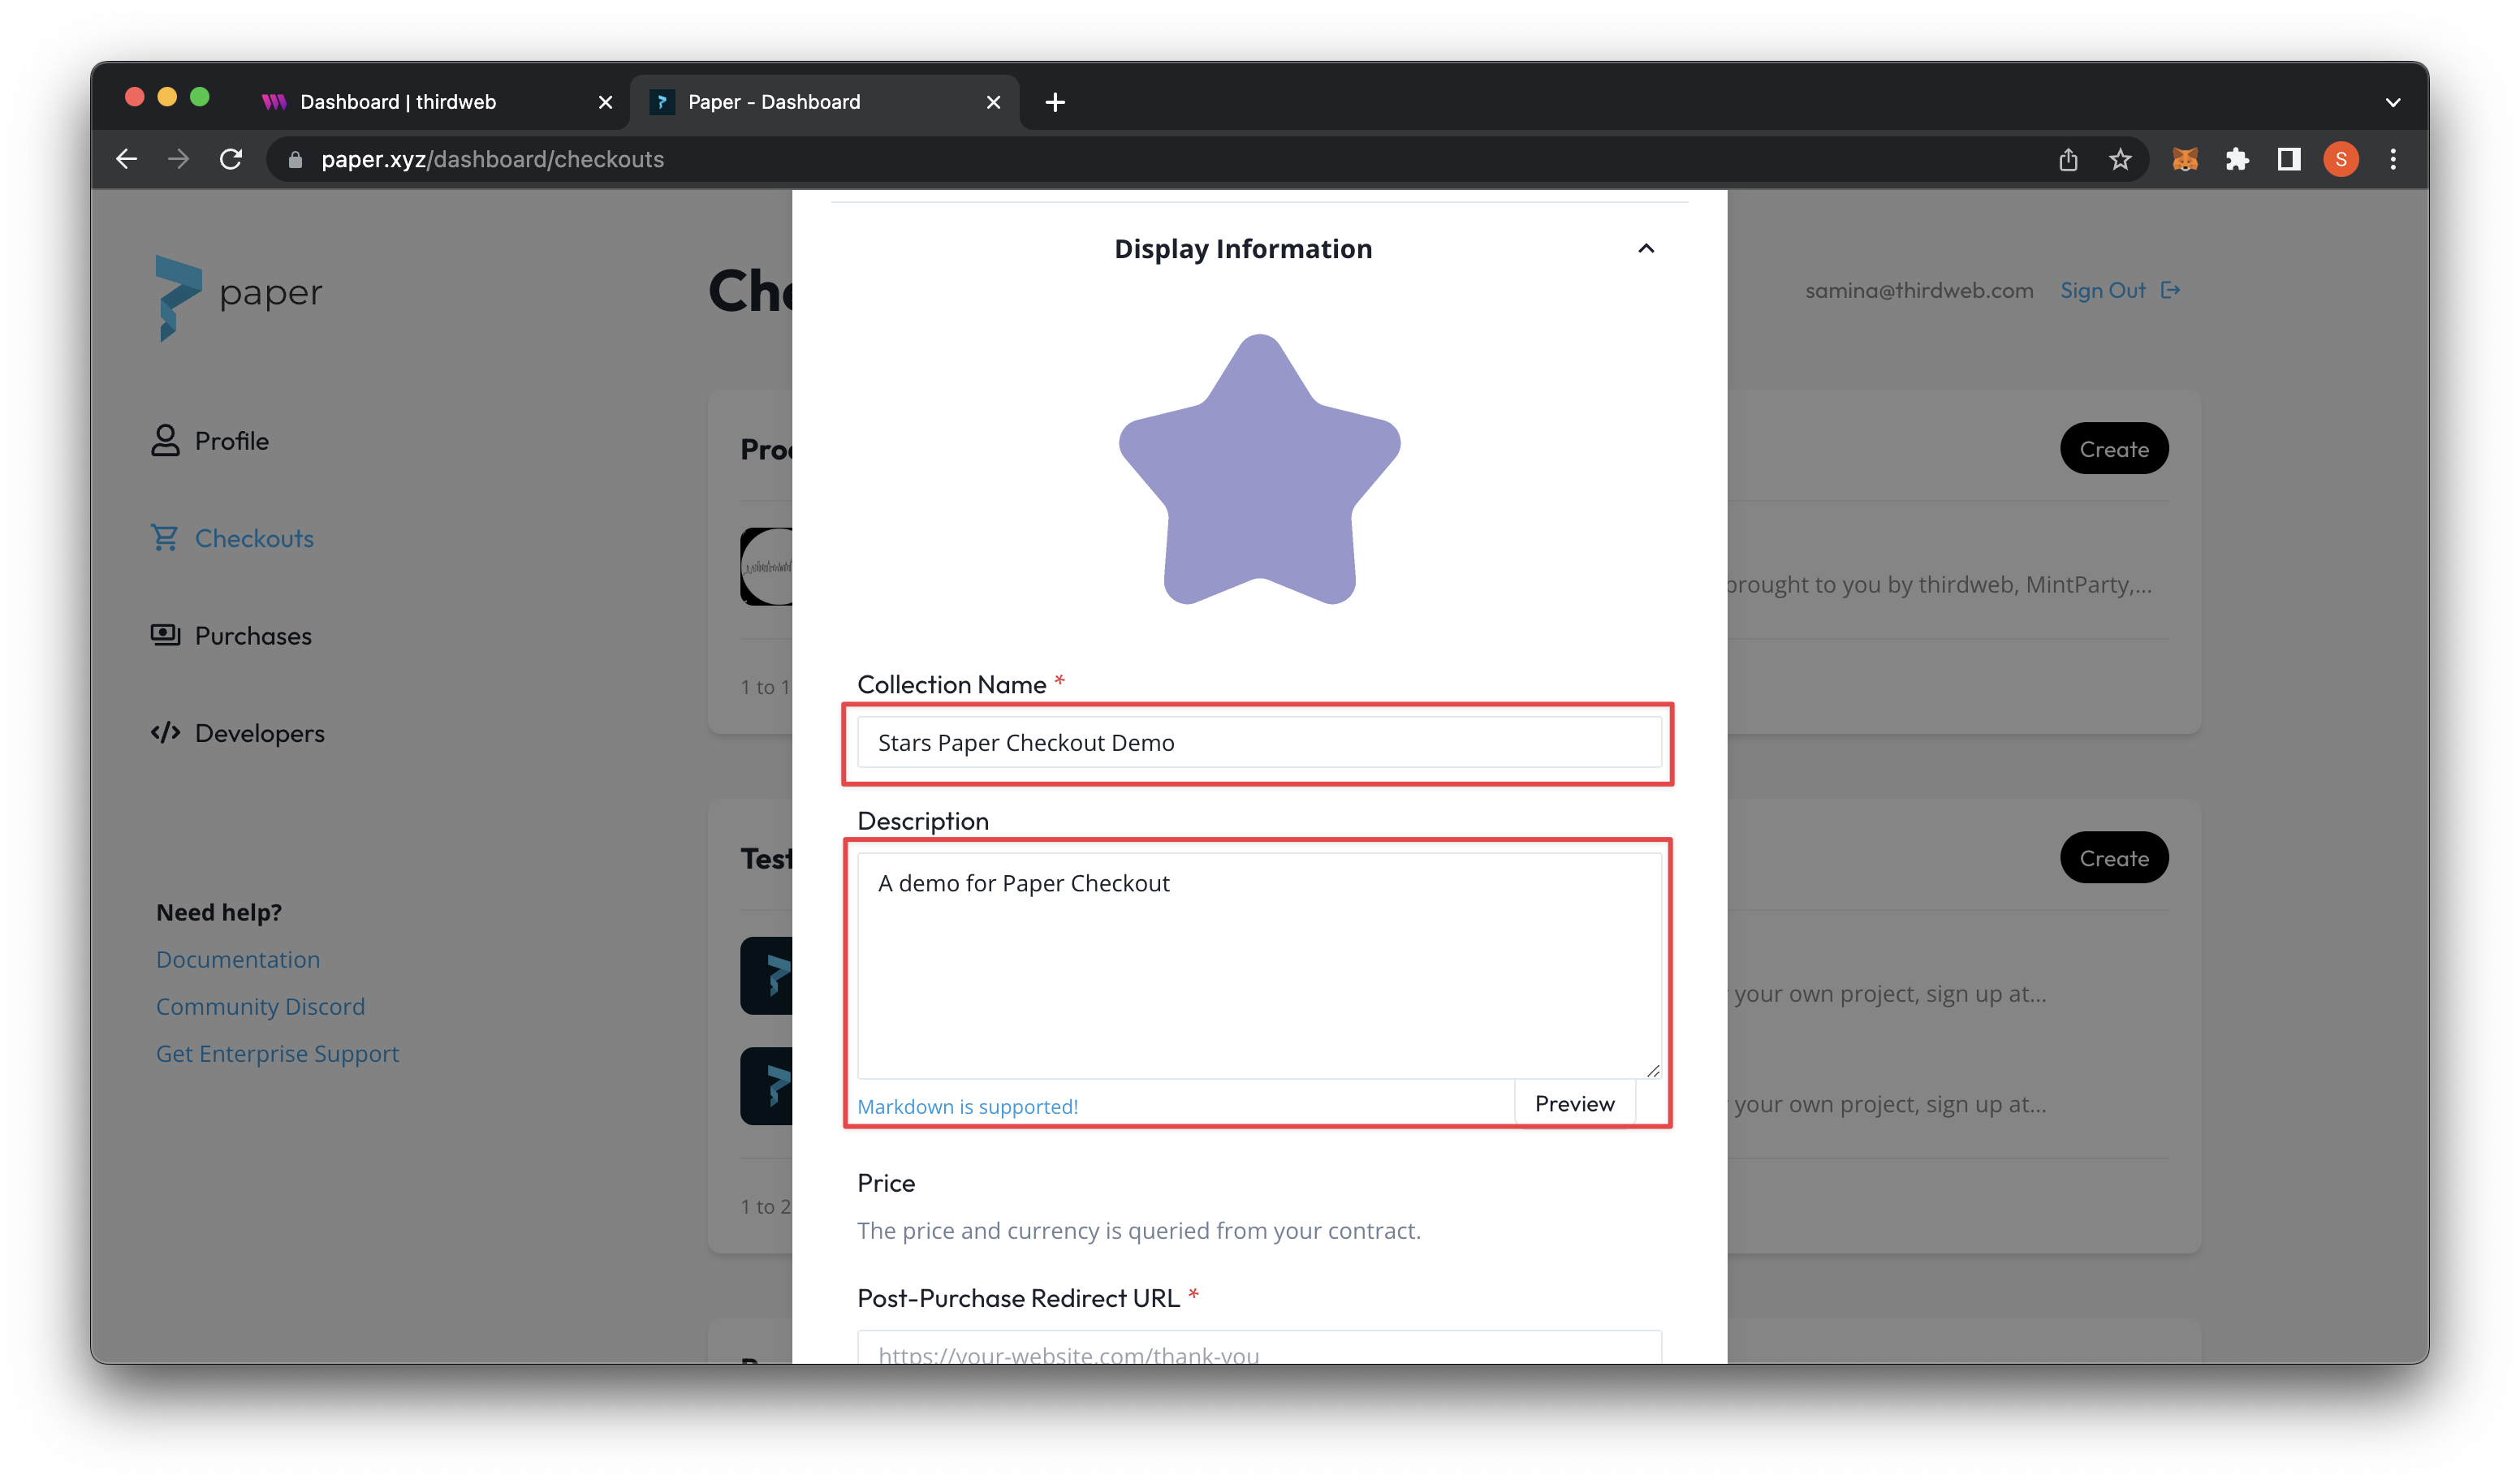 Dashboard | thirdweb
Paper - Dashboard
paper.xyz/dashboard/checkouts
S
paper
samina@thirdweb.com
Sign Out
Profile
Checkouts
Purchases
Developers
Need help?
Documentation
Community Discord
Get Enterprise Support
Create
brought to you by thirdweb, MintParty,...
1 to 1
Test
Create
your own project, sign up at...
your own project, sign up at...
1 to 2
Display Information
Collection Name *
Stars Paper Checkout Demo
Description
A demo for Paper Checkout
Markdown is supported!
Preview
Price
The price and currency is queried from your contract.
Post-Purchase Redirect URL *
https://your-website.com/thank-you